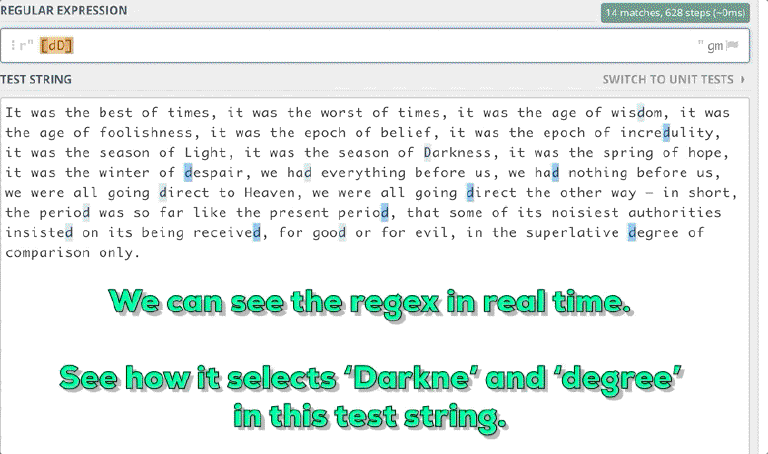 REGULAR EXPRESSION
14 matches, 628 steps (~0ms)
r" [dD] " gm
TEST STRING
SWITCH TO UNIT TESTS
It was the best of times, it was the worst of times, it was the age of wisdom, it was
the age of foolishness, it was the epoch of belief, it was the epoch of incredulity,
it was the season of Light, it was the season of Darkness, it was the spring of hope,
it was the winter of despair, we had everything before us, we had nothing before us,
we were all going direct to Heaven, we were all going direct the other way – in short,
the period was so far like the present period, that some of its noisiest authorities
insisted on its being received, for good or for evil, in the superlative degree of
comparison only.
We can see the regex in real time.
See how it selects ‘Darkne’ and ‘degree’
in this test string.